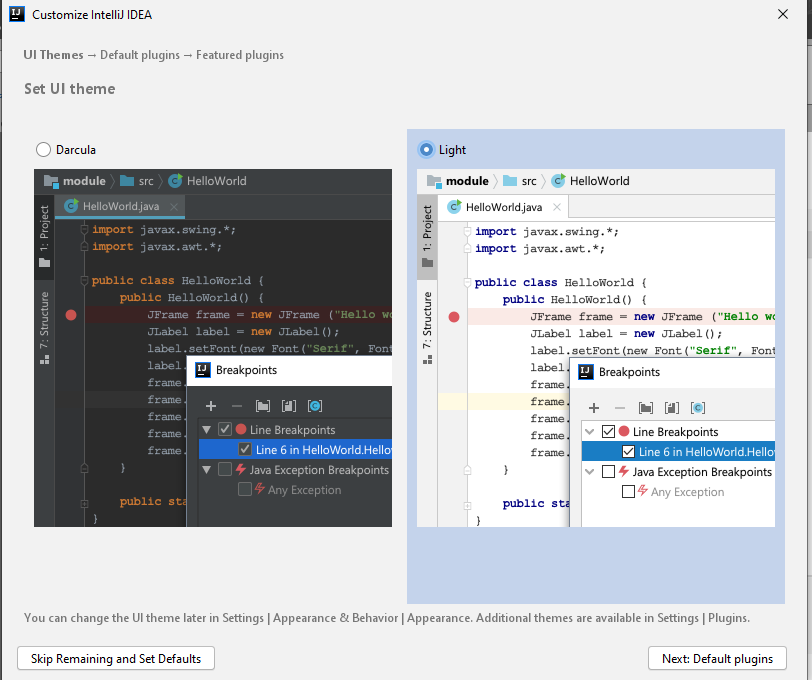 Customize IntelliJ IDEA
UI Themes → Default plugins → Featured plugins
Set UI theme
Darcula
module src HelloWorld
HelloWorld.java
1: Project
7: Structure
import javax.swing.*;
import javax.awt.*;
public class HelloWorld {
public HelloWorld() {
JFrame frame = new JFrame ("Hello wo
JLabel label = new JLabel();
label.setFont(new Font("Serif", Font
label.
frame.
frame.
frame.
frame.
frame.
}
public sta
}
IJ Breakpoints
Line Breakpoints
Line 6 in HelloWorld.Hello
Java Exception Breakpoints
Any Exception
Light
module src HelloWorld
HelloWorld.java
1: Project
7: Structure
import javax.swing.*;
import javax.awt.*;
public class HelloWorld {
public HelloWorld() {
JFrame frame = new JFrame ("Hello wo
JLabel label = new JLabel();
label.setFont(new Font("Serif", Font
label.
frame.
frame.
frame.
frame.
frame.
}
public sta
}
IJ Breakpoints
Line Breakpoints
Line 6 in HelloWorld.Hello
Java Exception Breakpoints
Any Exception
You can change the UI theme later in Settings | Appearance & Behavior | Appearance. Additional themes are available in Settings | Plugins.
Skip Remaining and Set Defaults
Next: Default plugins